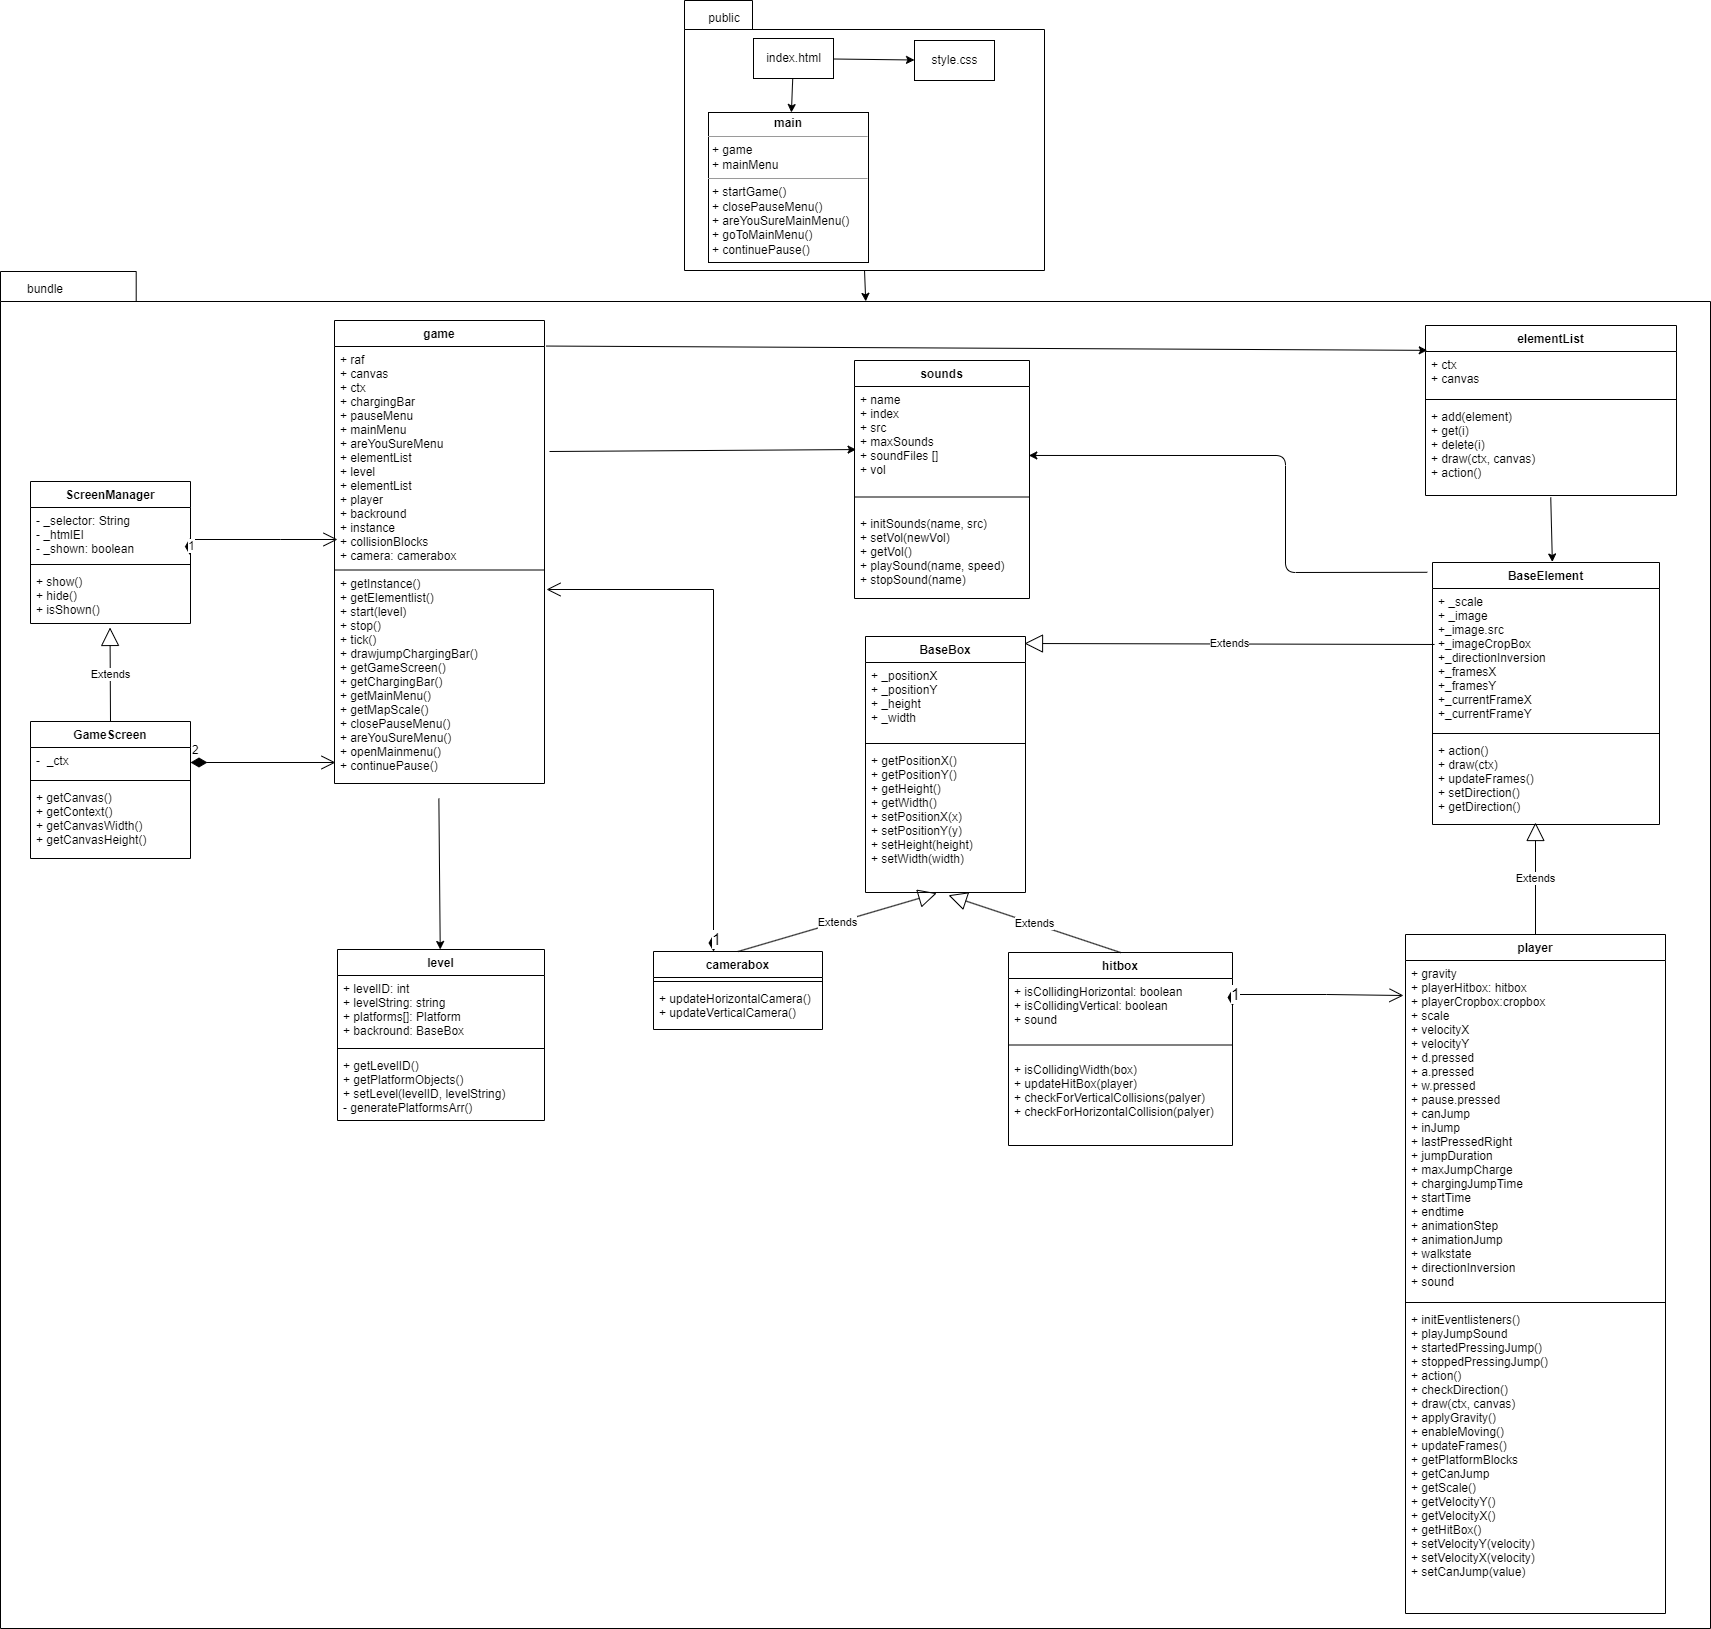 public
index.html
style.css
main
+ game
+ mainMenu
+ startGame()
+ closePauseMenu()
+ areYouSureMainMenu()
+ goToMainMenu()
+ continuePause()
bundle
game
+ raf
+ canvas
+ ctx
+ chargingBar
+ pauseMenu
+ mainMenu
+ areYouSureMenu
+ elementList
+ level
+ elementList
+ player
+ backround
+ instance
+ collisionBlocks
+ camera: camerabox
+ getInstance()
+ getElementlist()
+ start(level)
+ stop()
+ tick()
+ drawjumpChargingBar()
+ getGameScreen()
+ getChargingBar()
+ getMainMenu()
+ getMapScale()
+ closePauseMenu()
+ areYouSureMenu()
+ openMainmenu()
+ continuePause()
sounds
+ name
+ index
+ src
+ maxSounds
+ soundFiles []
+ vol
+ initSounds(name, src)
+ setVol(newVol)
+ getVol()
+ playSound(name, speed)
+ stopSound(name)
elementList
+ ctx
+ canvas
+ add(element)
+ get(i)
+ delete(i)
+ draw(ctx, canvas)
+ action()
ScreenManager
- _selector: String
- _htmlEl
- _shown: boolean
+ show()
+ hide()
+ isShown()
1
Extends
GameScreen
- _ctx
+ getCanvas()
+ getContext()
+ getCanvasWidth()
+ getCanvasHeight()
2
BaseElement
+ _scale
+ _image
+_image.src
+_imageCropBox
+_directionInversion
+_framesX
+_framesY
+_currentFrameX
+_currentFrameY
+ action()
+ draw(ctx)
+ updateFrames()
+ setDirection()
+ getDirection()
Extends
BaseBox
+ _positionX
+ _positionY
+ _height
+ _width
+ getPositionX()
+ getPositionY()
+ getHeight()
+ getWidth()
+ setPositionX(x)
+ setPositionY(y)
+ setHeight(height)
+ setWidth(width)
Extends
Extends
Extends
level
+ levelID: int
+ levelString: string
+ platforms[]: Platform
+ backround: BaseBox
+ getLevelID()
+ getPlatformObjects()
+ setLevel(levelID, levelString)
- generatePlatformsArr()
1
camerabox
+ updateHorizontalCamera()
+ updateVerticalCamera()
hitbox
+ isCollidingHorizontal: boolean
+ isCollidingVertical: boolean
+ sound
+ isCollidingWidth(box)
+ updateHitBox(player)
+ checkForVerticalCollisions(palyer)
+ checkForHorizontalCollision(palyer)
1
player
+ gravity
+ playerHitbox: hitbox
+ playerCropbox:cropbox
+ scale
+ velocityX
+ velocityY
+ d.pressed
+ a.pressed
+ w.pressed
+ pause.pressed
+ canJump
+ inJump
+ lastPressedRight
+ jumpDuration
+ maxJumpCharge
+ chargingJumpTime
+ startTime
+ endtime
+ animationStep
+ animationJump
+ walkstate
+ directionInversion
+ sound
+ initEventlisteners()
+ playJumpSound
+ startedPressingJump()
+ stoppedPressingJump()
+ action()
+ checkDirection()
+ draw(ctx, canvas)
+ applyGravity()
+ enableMoving()
+ updateFrames()
+ getPlatformBlocks
+ getCanJump
+ getScale()
+ getVelocityY()
+ getVelocityX()
+ getHitBox()
+ setVelocityY(velocity)
+ setVelocityX(velocity)
+ setCanJump(value)